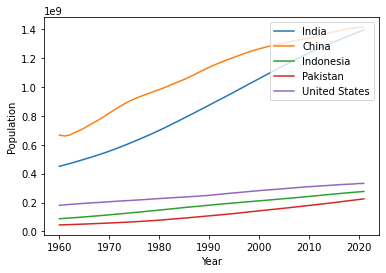 1e9
1.4
1.2
1.0
0.8
0.6
0.4
0.2
0.0
Population
1960 1970 1980 1990 2000 2010 2020
Year
India
China
Indonesia
Pakistan
United States